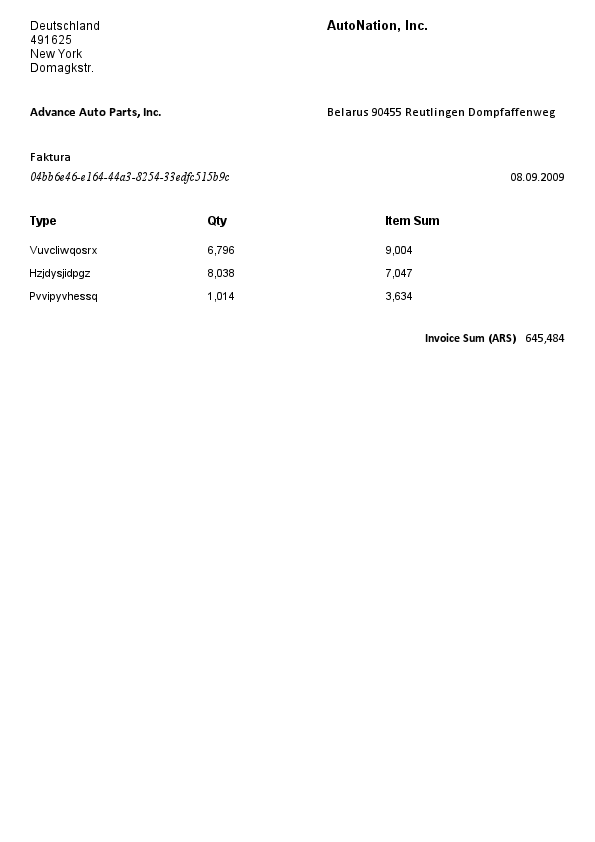 Deutschland
491625
New York
Domagkstr.
AutoNation, Inc.
Advance Auto Parts, Inc.
Belarus 90455 Reutlingen Dompfaffenweg
Faktura
04bb6e46-e164-44a3-8254-33edfc515b9c
08.09.2009
Type Qty Item Sum
Vuvcliwqosrx 6,796 9,004
Hzjdysjidpgz 8,038 7,047
Pvvipyvhessq 1,014 3,634
Invoice Sum (ARS) 645,484